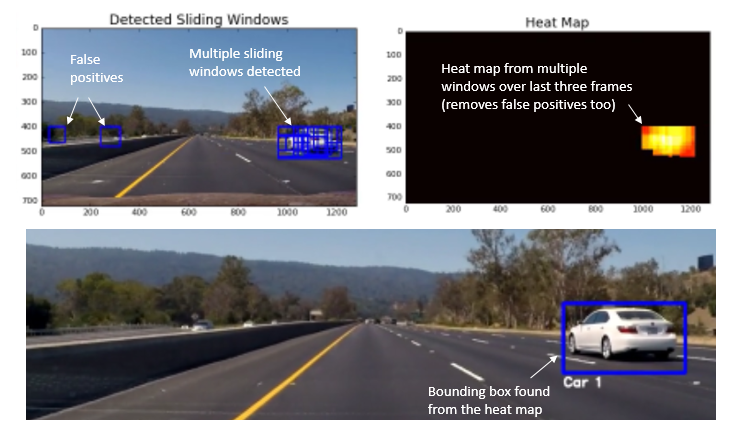 Detected Sliding Windows
0
100
200
300
400
500
600
700
0 200 400 600 800 1000 1200
False
positives
Multiple sliding
windows detected
Heat Map
0
100
200
300
400
500
600
700
0 200 400 600 800 1000 1200
Heat map from multiple
windows over last three frames
(removes false positives too)
Car 1
Bounding box found
from the heat map